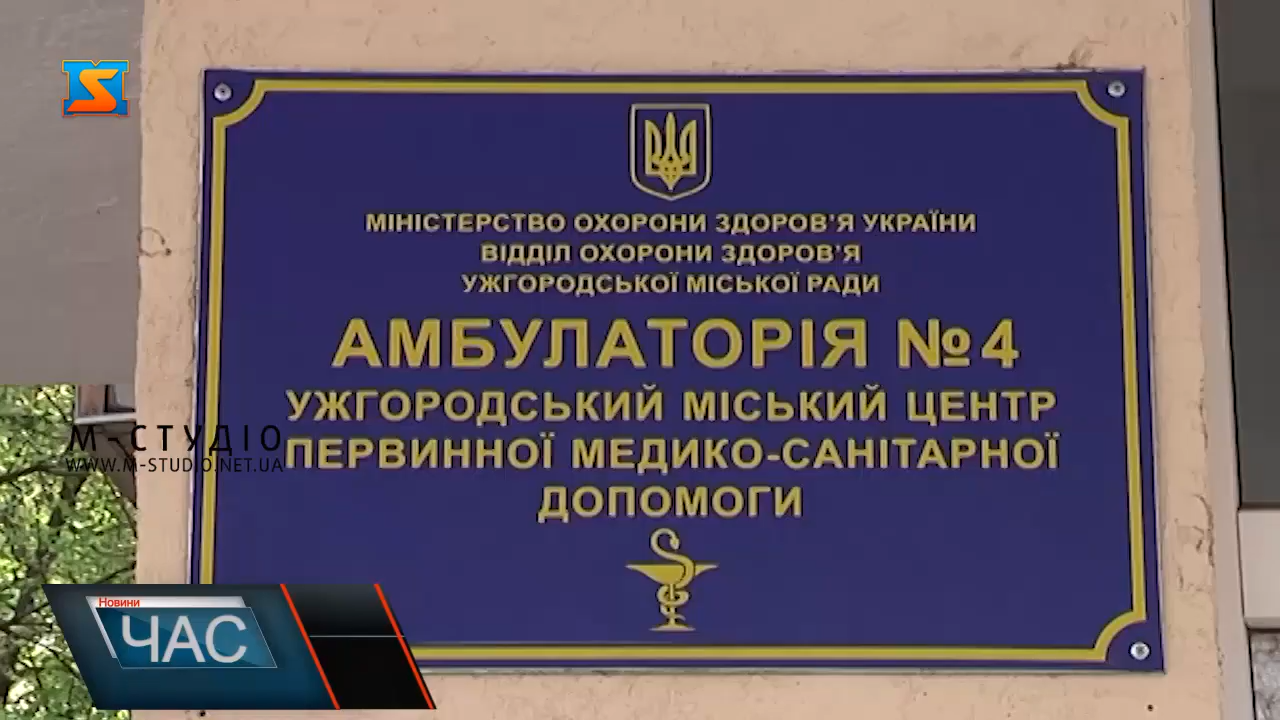 МІНІСТЕРСТВО ОХОРОНИ ЗДОРОВ'Я УКРАЇНИ
ВІДДІЛ ОХОРОНИ ЗДОРОВ'Я
УЖГОРОДСЬКОЇ МІСЬКОЇ РАДИ
АМБУЛАТОРІЯ №4
УЖГОРОДСЬКИЙ МІСЬКИЙ ЦЕНТР
ПЕРВИННОЇ МЕДИКО-САНІТАРНОЇ
ДОПОМОГИ
М-СТУДІО
WWW.M-STUDIO.NET.UA
Новини
ЧАС